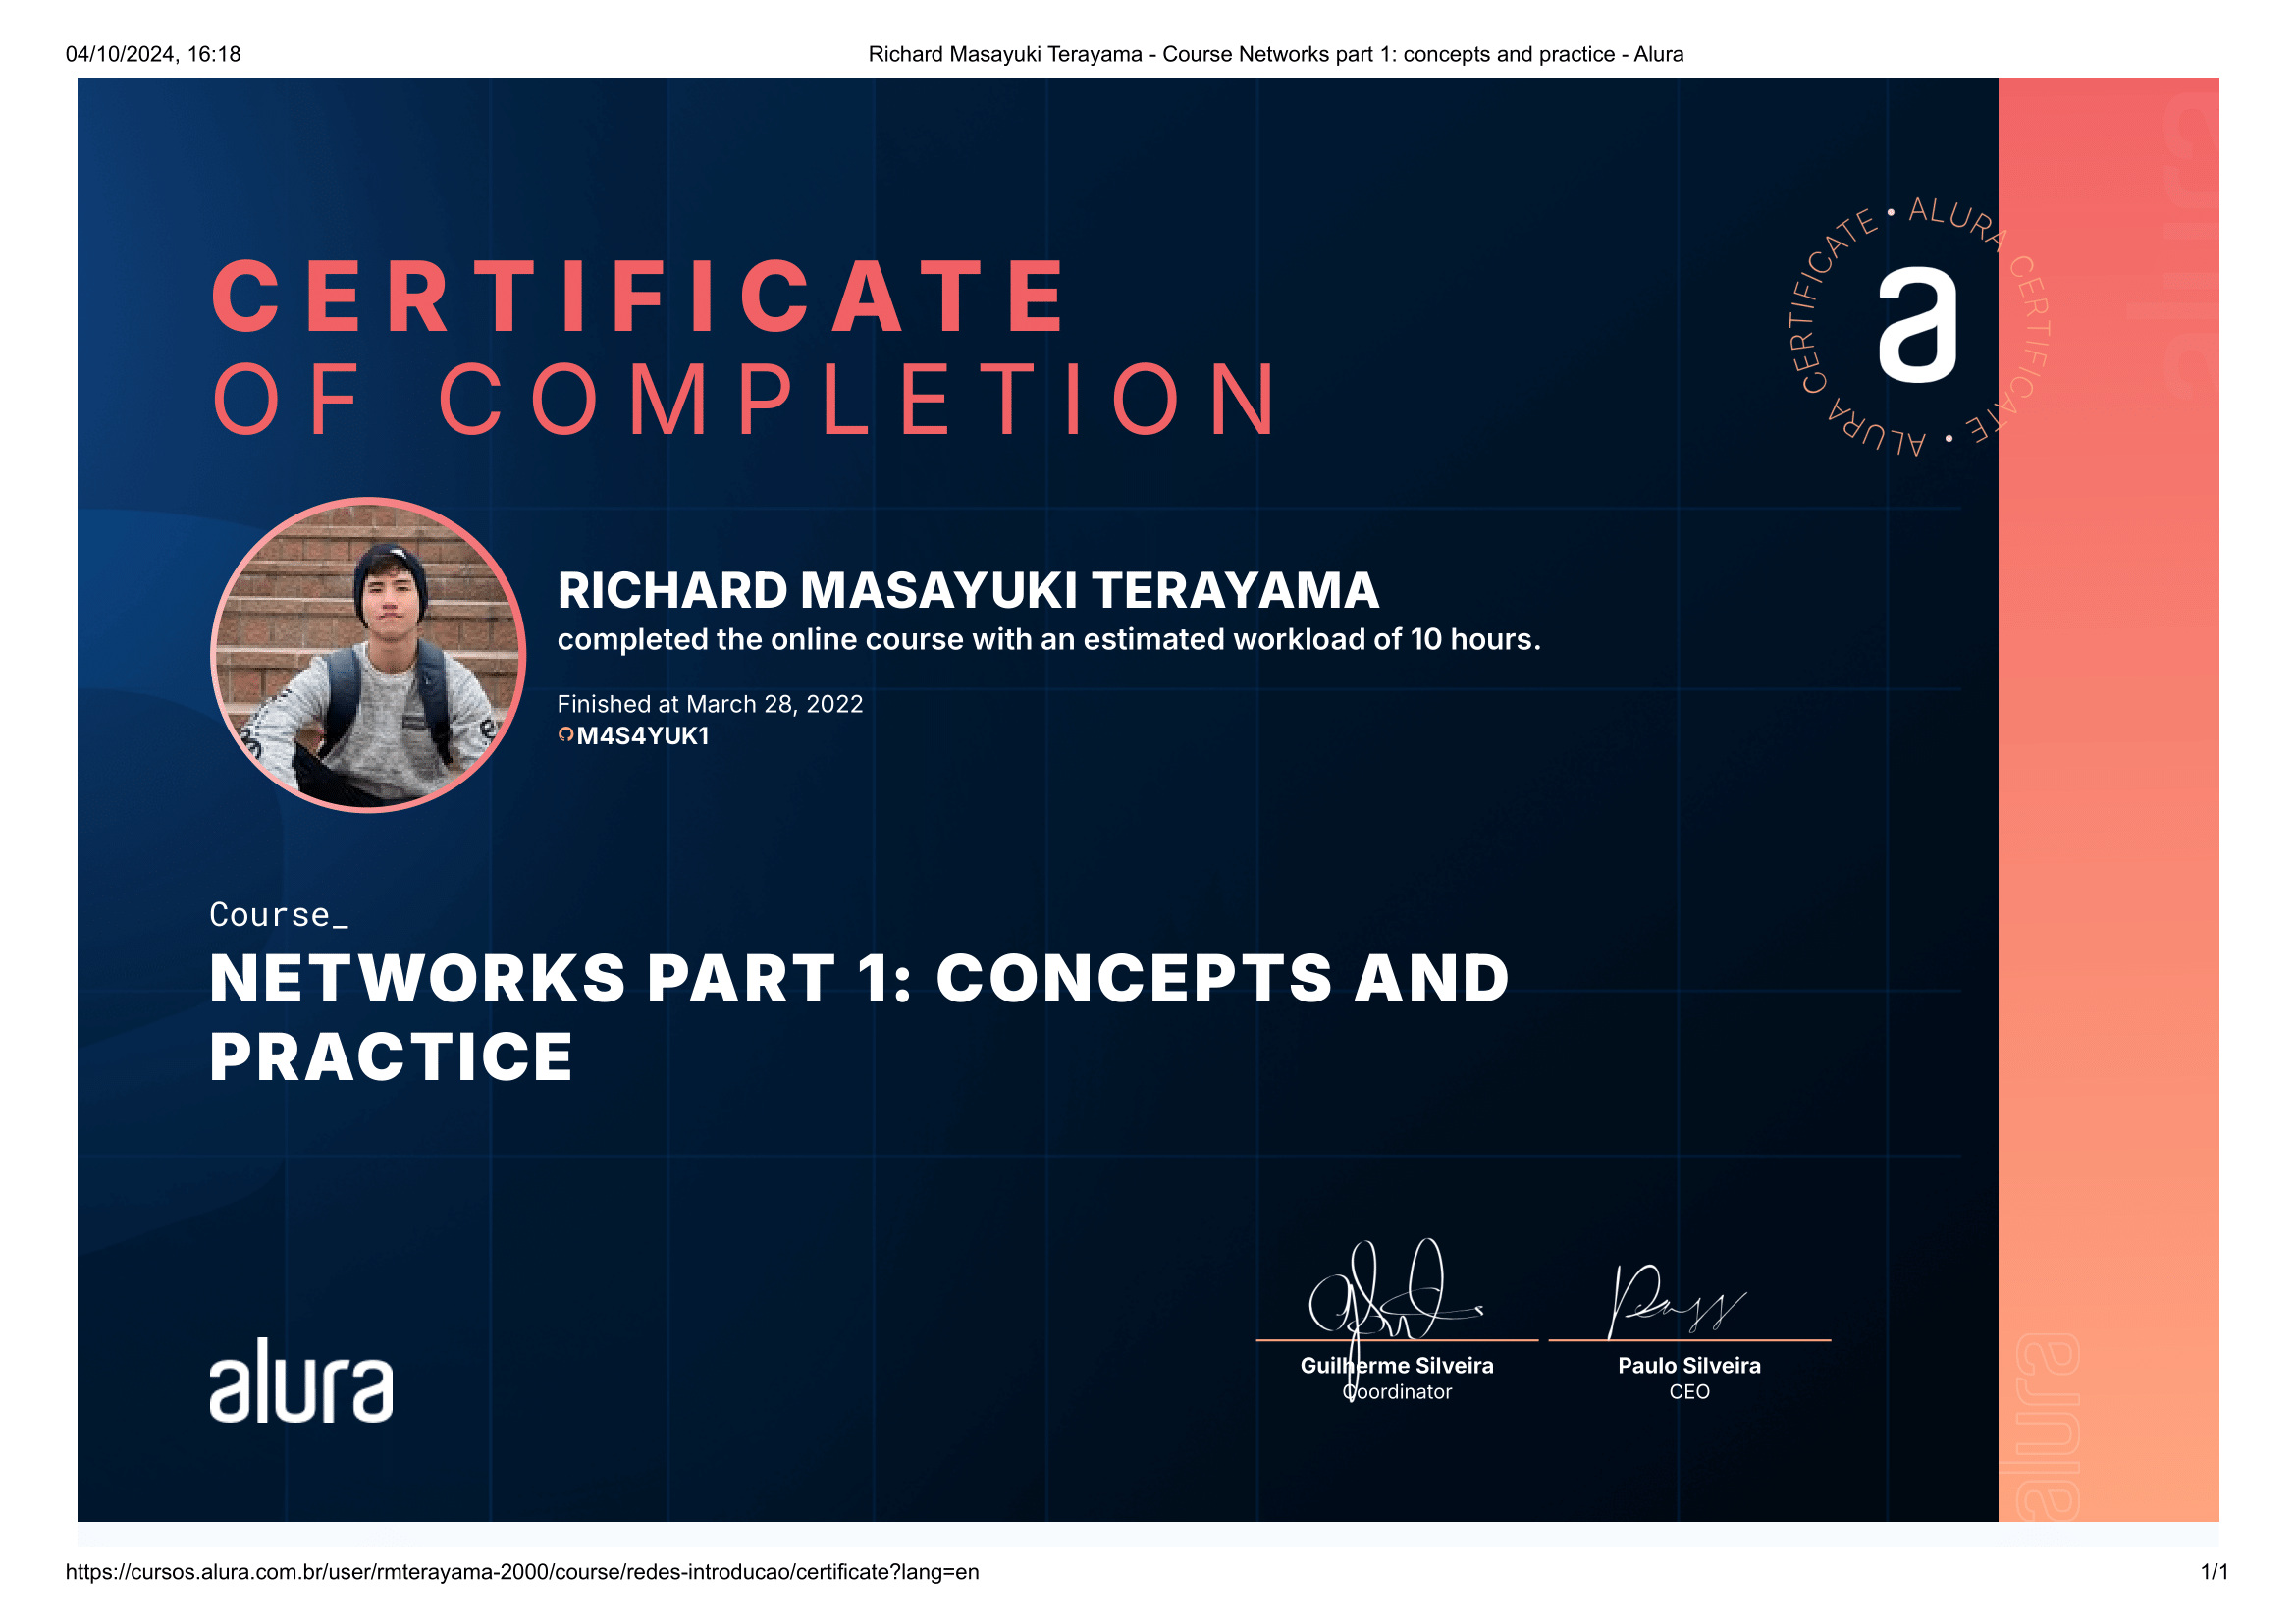 04/10/2024, 16:18
Richard Masayuki Terayama - Course Networks part 1: concepts and practice - Alura
alura
ALURA CERTIFICATE • ALURA CERTIFICATE •
a
CERTIFICATE
OF COMPLETION
RICHARD MASAYUKI TERAYAMA
completed the online course with an estimated workload of 10 hours.
Finished at March 28, 2022
M4S4YUK1
Course_
NETWORKS PART 1: CONCEPTS AND
PRACTICE
alura
Guilherme Silveira
Coordinator
Paulo Silveira
CEO
alura
https://cursos.alura.com.br/user/rmterayama-2000/course/redes-introducao/certificate?lang=en
1/1